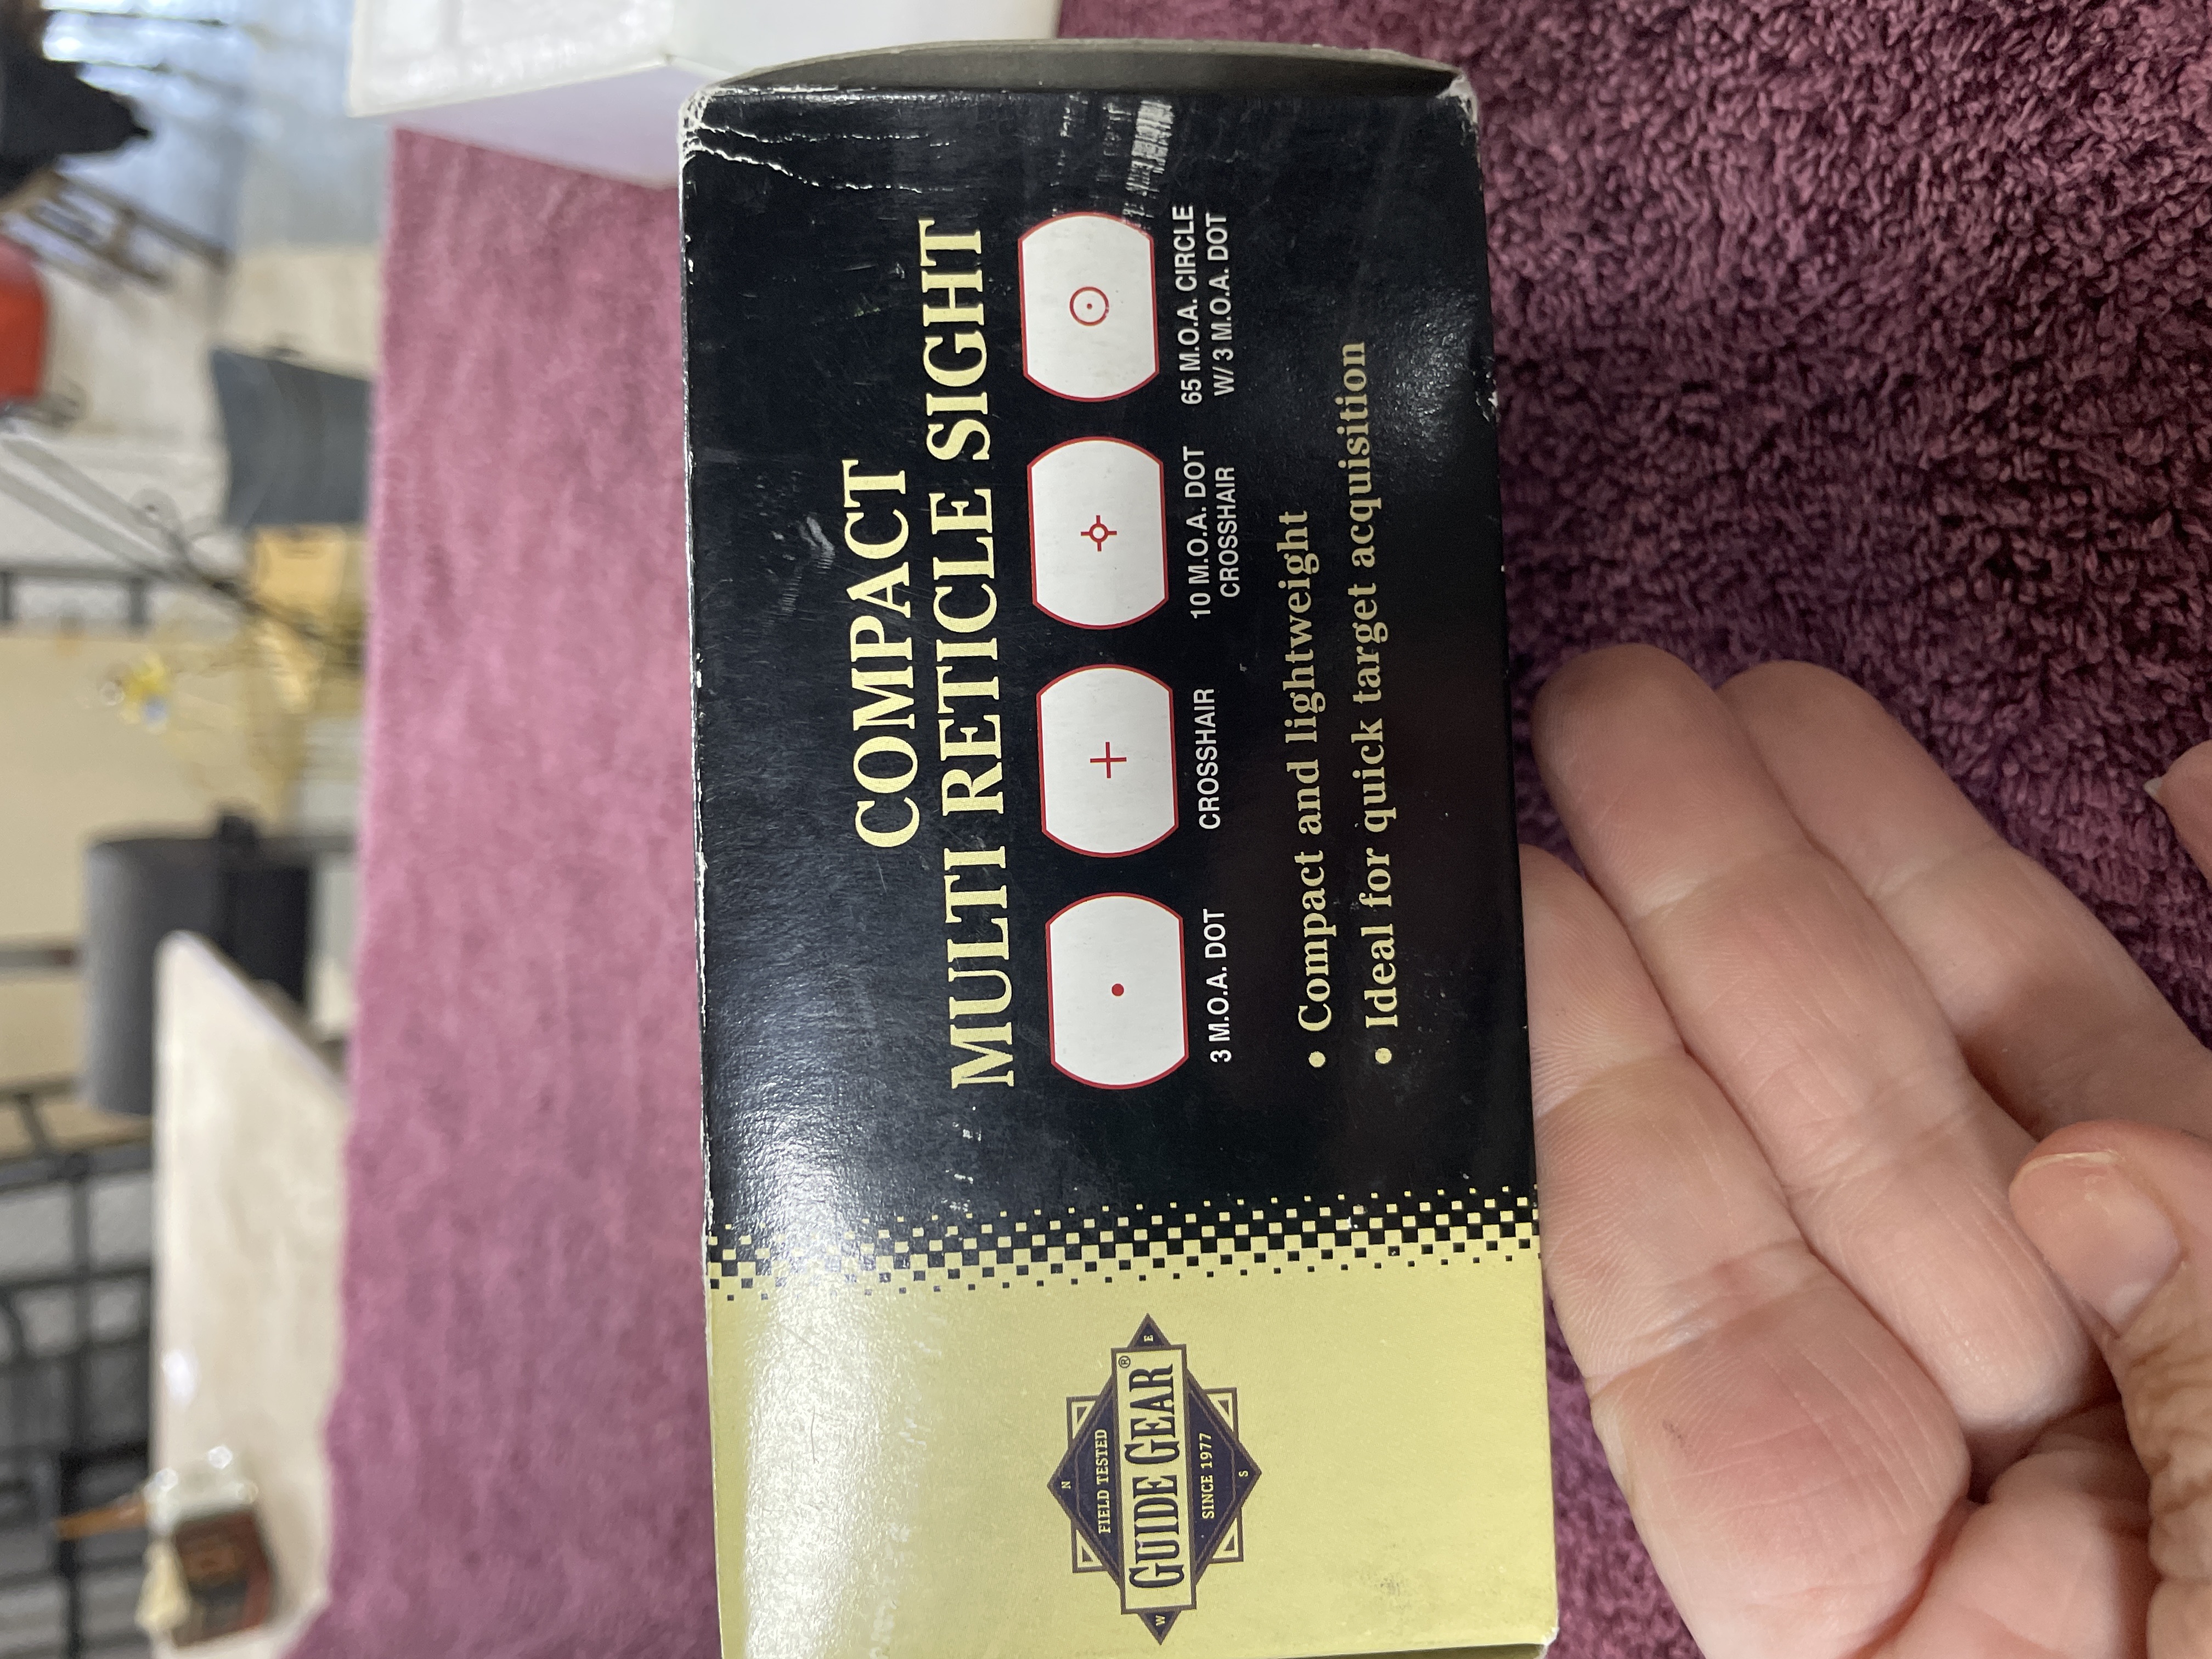 COMPACT
MULTI RETICLE SIGHT
3 M.O.A. DOT
CROSSHAIR
10 M.O.A. DOT
CROSSHAIR
65 M.O.A. CIRCLE
W/ 3 M.O.A. DOT
• Compact and lightweight
• Ideal for quick target acquisition
N
FIELD TESTED
W GUIDE GEAR® E
SINCE 1977
S